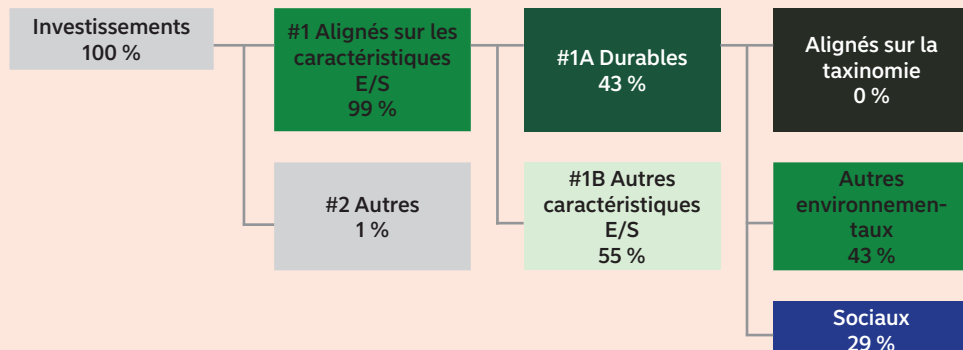 Investissements
100 %
#1 Alignés sur les
caractéristiques
E/S
99 %
#2 Autres
1 %
#1A Durables
43 %
#1B Autres
caractéristiques
E/S
55 %
Alignés sur la
taxinomie
0 %
Autres
environnemen-
taux
43 %
Sociaux
29 %